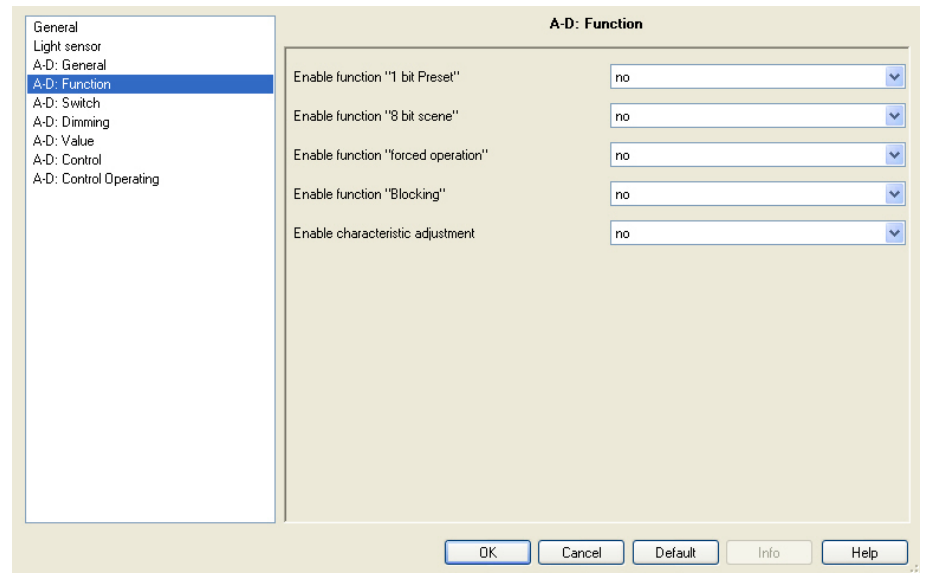 General
Light sensor
A-D: General
A-D: Function
A-D: Switch
A-D: Dimming
A-D: Value
A-D: Control
A-D: Control Operating
A-D: Function
Enable function "1 bit Preset" no
Enable function "8 bit scene" no
Enable function "forced operation" no
Enable function "Blocking" no
Enable characteristic adjustment no
OK Cancel Default Info Help